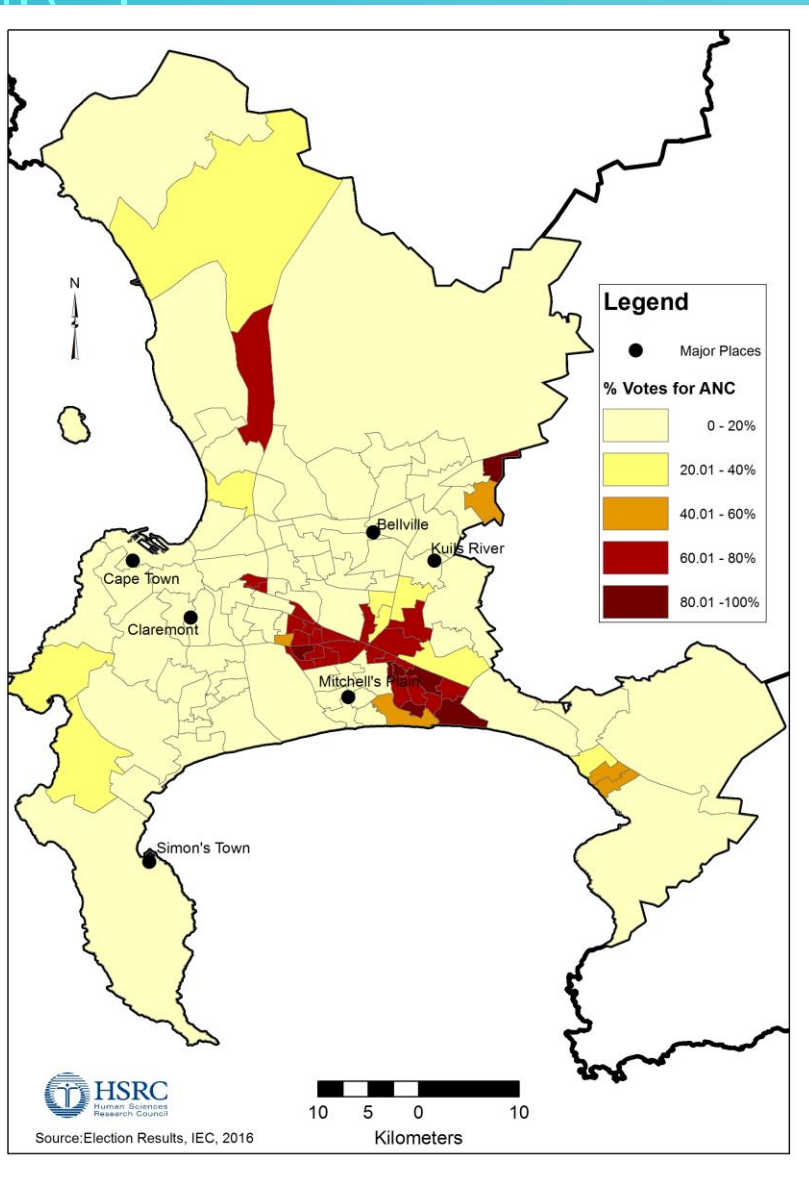 N
Legend
Major Places
% Votes for ANC
0 - 20%
20.01 - 40%
40.01 - 60%
60.01 - 80%
80.01 -100%
Bellville
Kuils River
Cape Town
Claremont
Mitchell's Plain
Simon's Town
HSRC
Human Sciences
Research Council
10 5 0 10
Kilometers
Source:Election Results, IEC, 2016